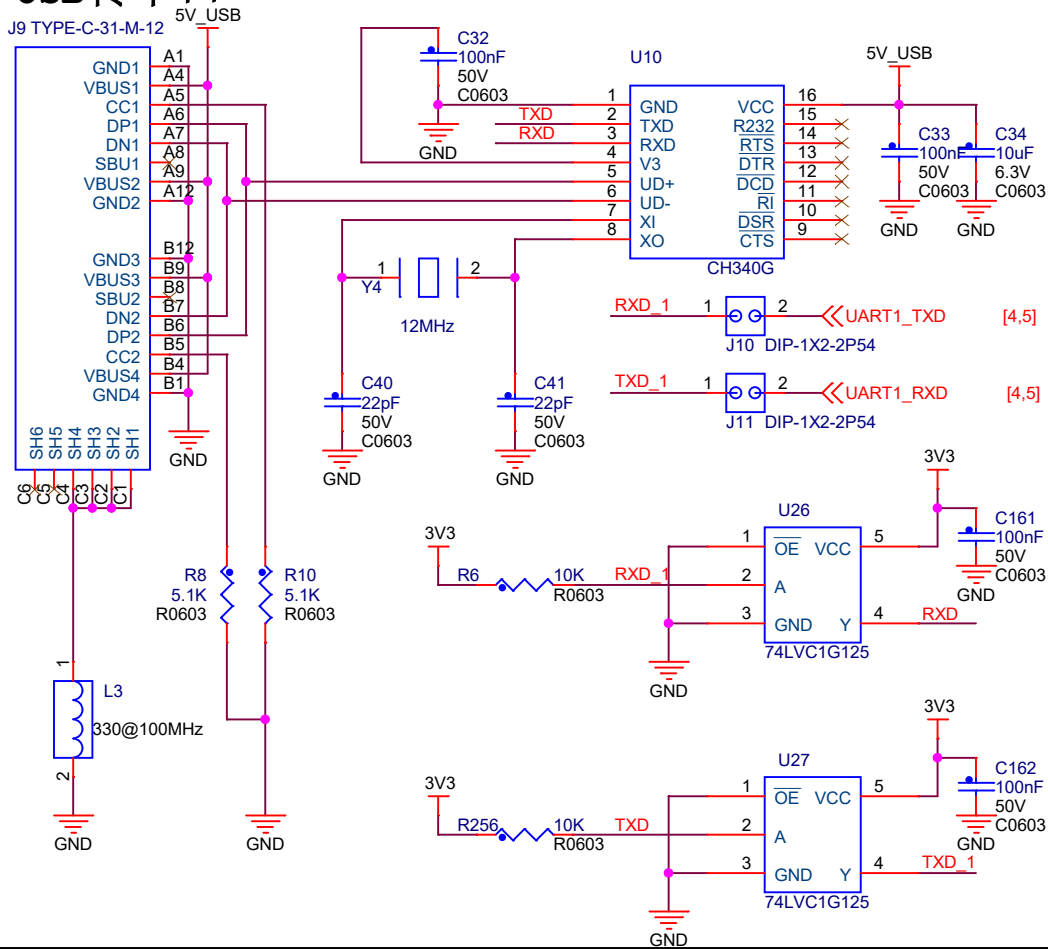 USB转串口
J9 TYPE-C-31-M-12
5V_USB
GND1 A1
VBUS1 A4
CC1 A5
DP1 A6
DN1 A7
SBU1 A8
VBUS2 A9
GND2 A12
GND3 B12
VBUS3 B9
SBU2 B8
DN2 B7
DP2 B6
CC2 B5
VBUS4 B4
GND4 B1
SH6 SH5 SH4 SH3 SH2 SH1
C6 C5 C4 C3 C2 C1
GND
R8
5.1K
R0603
R10
5.1K
R0603
1
L3
330@100MHz
2
GND
GND
C32
100nF
50V
C0603
GND
U10
1 GND VCC 16
TXD 2 TXD R232 15
RXD 3 RXD RTS 14
4 V3 DTR 13
5 UD+ DCD 12
6 UD- RI 11
7 XI DSR 10
8 XO CTS 9
CH340G
5V_USB
C33
100nF
50V
C0603
GND
C34
10uF
6.3V
C0603
GND
1 2
Y4
12MHz
C40
22pF
50V
C0603
GND
C41
22pF
50V
C0603
GND
RXD_1 1 2 UART1_TXD [4,5]
J10 DIP-1X2-2P54
TXD_1 1 2 UART1_RXD [4,5]
J11 DIP-1X2-2P54
3V3
U26
C161
100nF
50V
C0603
GND
3V3
R6 10K RXD_1
R0603
1 OE VCC 5
2 A
3 GND Y 4 RXD
74LVC1G125
GND
3V3
U27
C162
100nF
50V
C0603
GND
3V3
R256 10K TXD
R0603
1 OE VCC 5
2 A
3 GND Y 4 TXD_1
74LVC1G125
GND